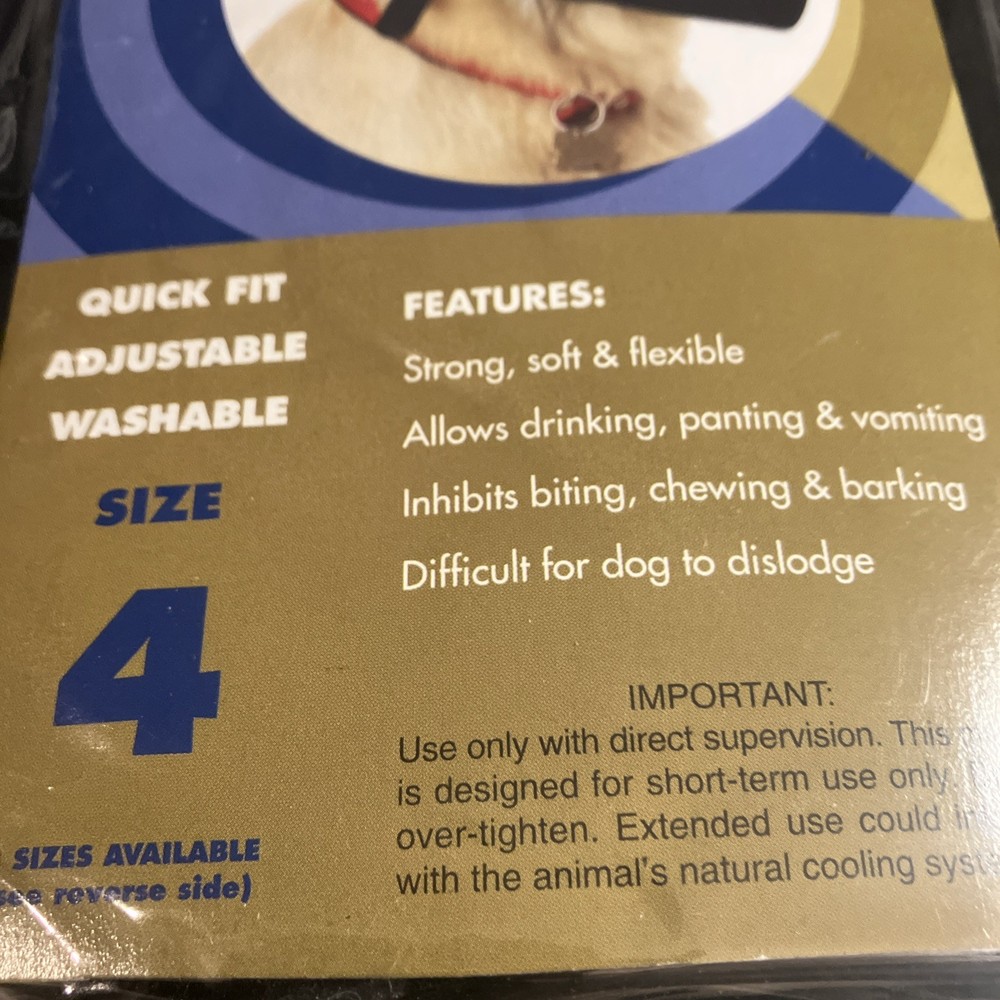 QUICK FIT
ADJUSTABLE
WASHABLE
SIZE
4
SIZES AVAILABLE
see reverse side)
FEATURES:
Strong, soft & flexible
Allows drinking, panting & vomiting
Inhibits biting, chewing & barking
Difficult for dog to dislodge
IMPORTANT:
Use only with direct supervision. This
is designed for short-term use only.
over-tighten. Extended use could
with the animal's natural cooling